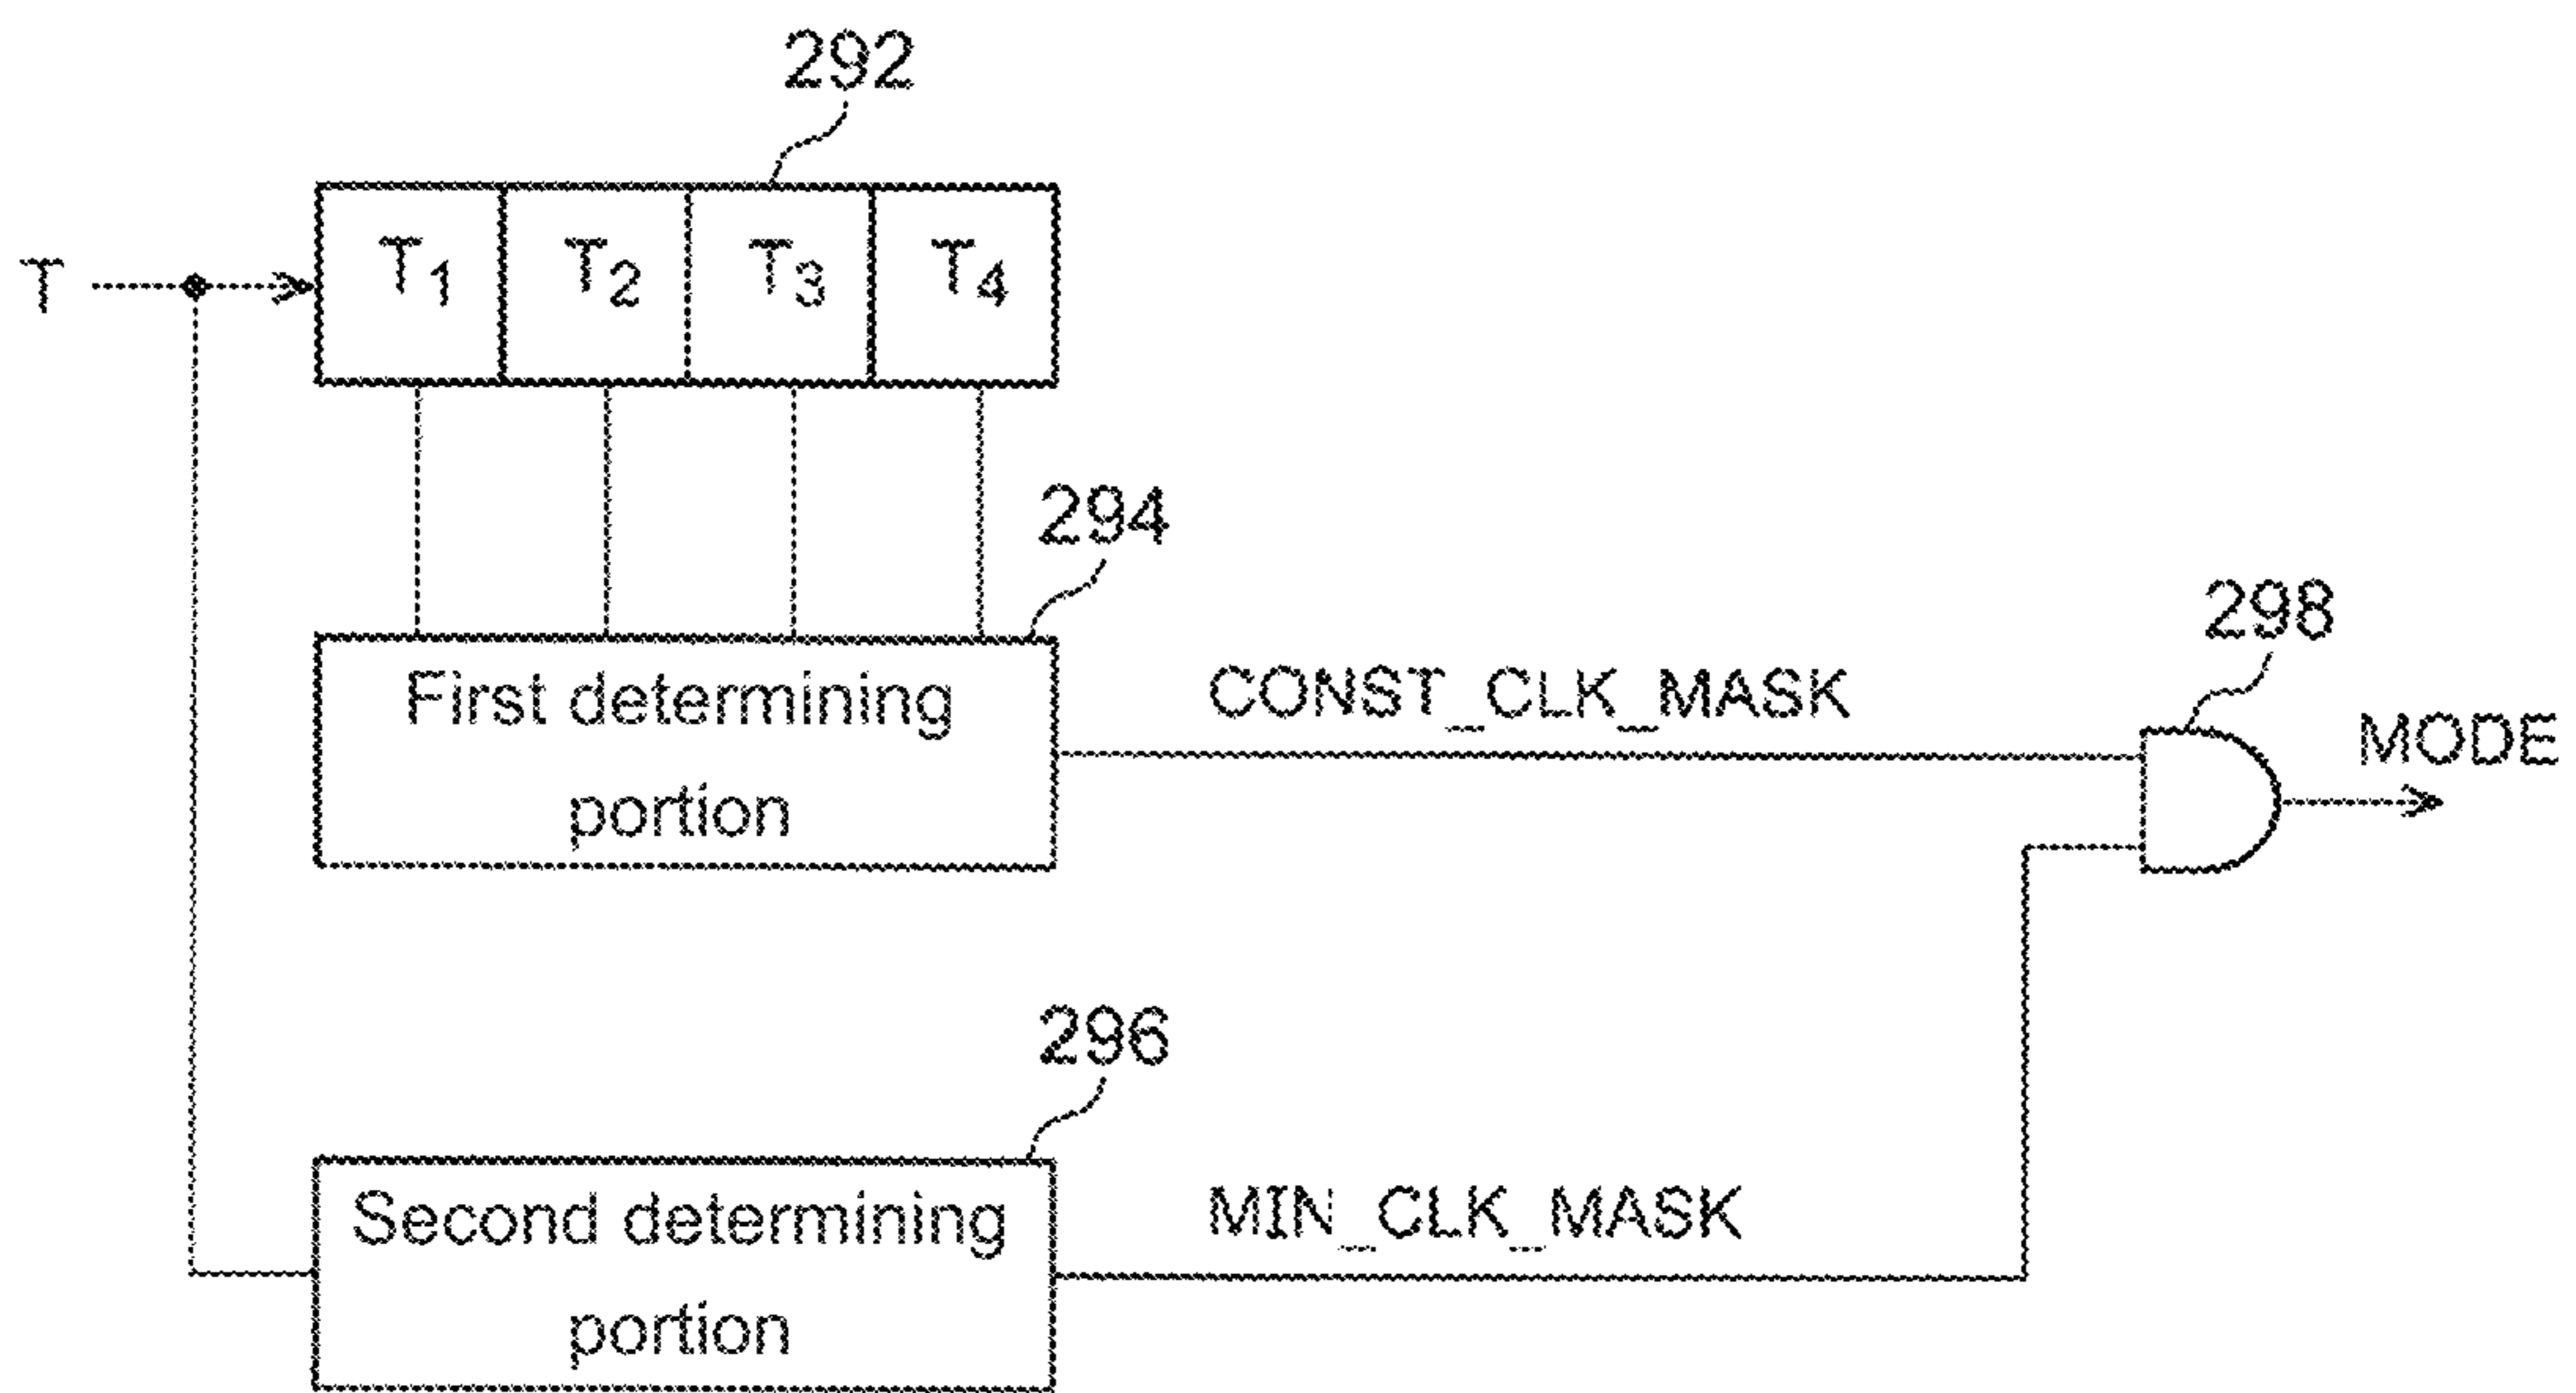 292
T
T1
T2
T3
T4
294
First determining
portion
CONST_CLK_MASK
298
MODE
296
Second determining
portion
MIN_CLK_MASK